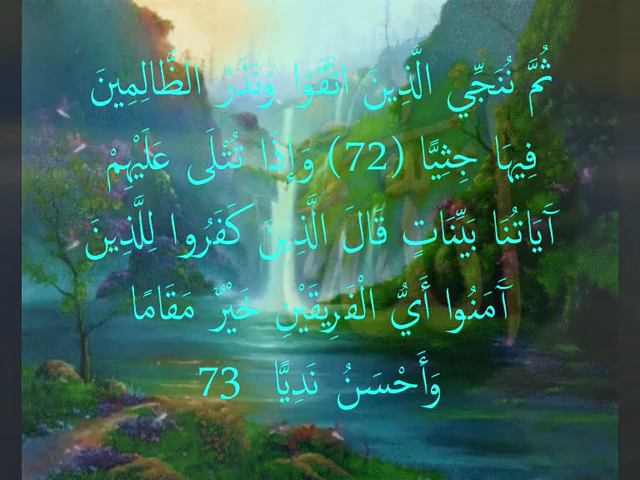 ثُمَّ نُنَجِّي الَّذِينَ اتَّقَوْا وَنَذَرُ الظَّالِمِينَ
فِيهَا جِثِيًّا (72) وَإِذَا تُتْلَى عَلَيْهِمْ
آَيَاتُنَا بَيِّنَاتٍ قَالَ الَّذِينَ كَفَرُوا لِلَّذِينَ
آَمَنُوا أَيُّ الْفَرِيقَيْنِ خَيْرٌ مَقَامًا
وَأَحْسَنُ نَدِيًّا 73